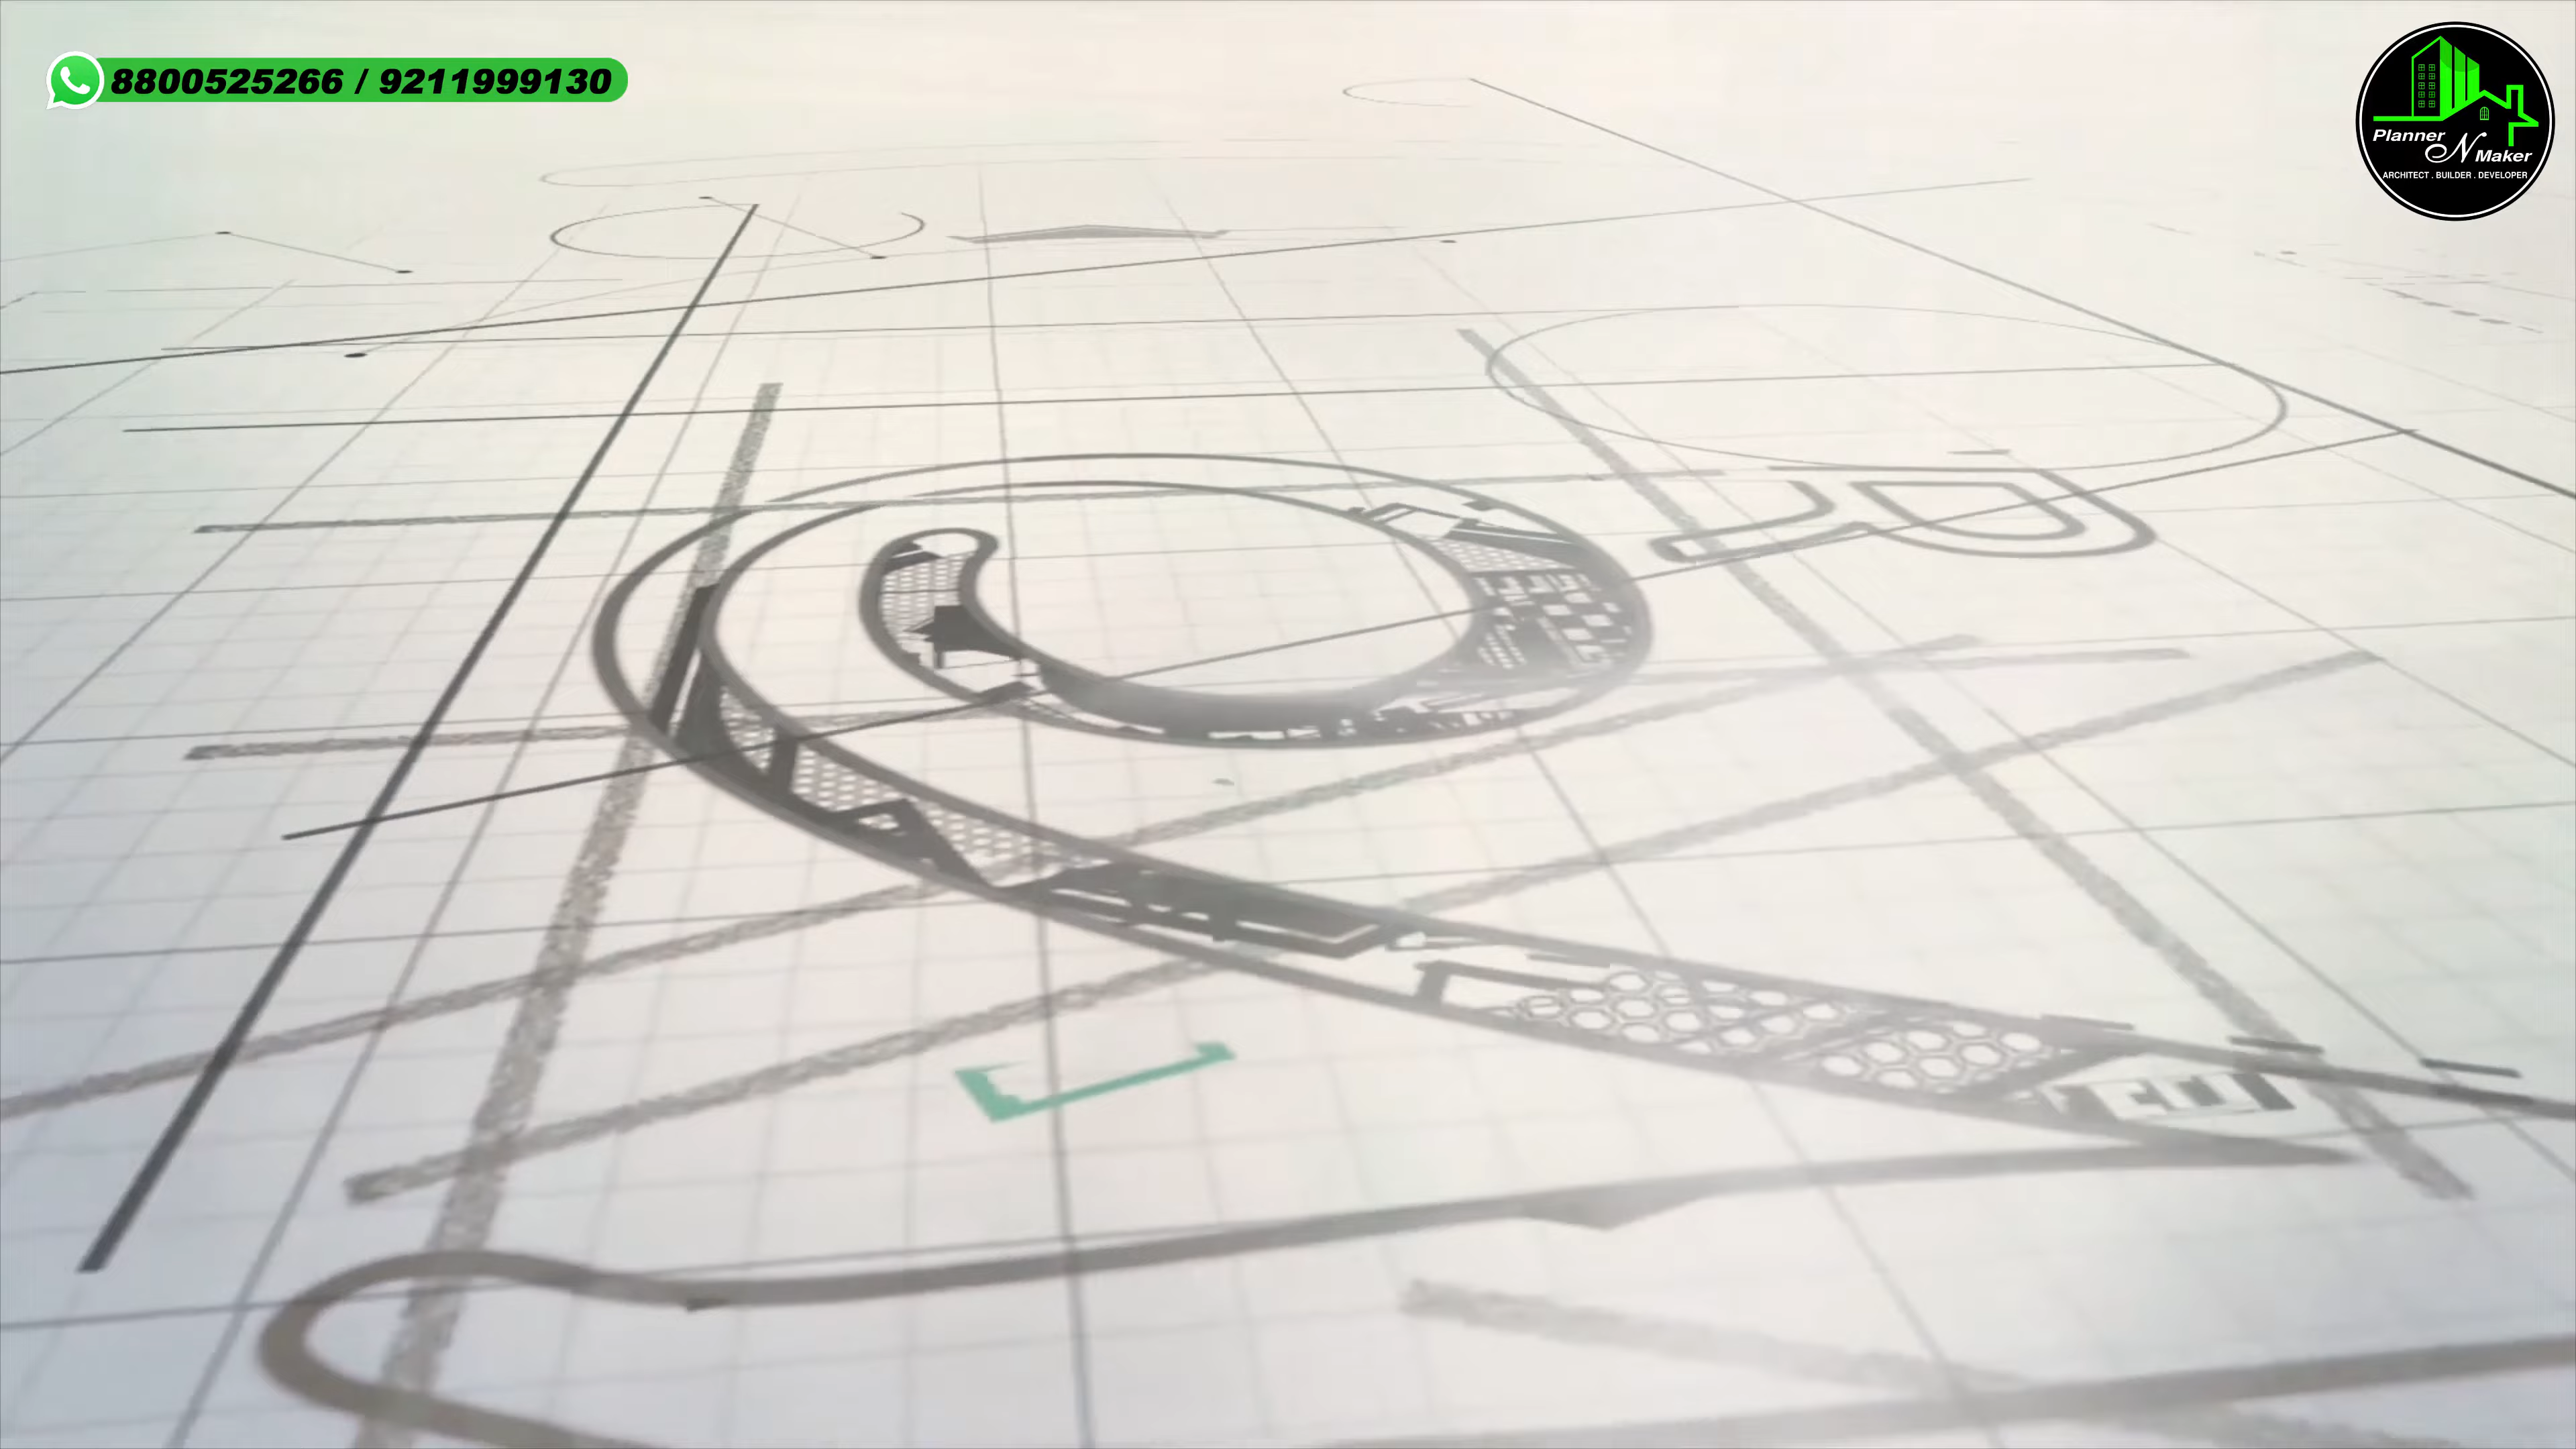 8800525266 / 9211999130
Planner
N Maker
ARCHITECT . BUILDER . DEVELOPER